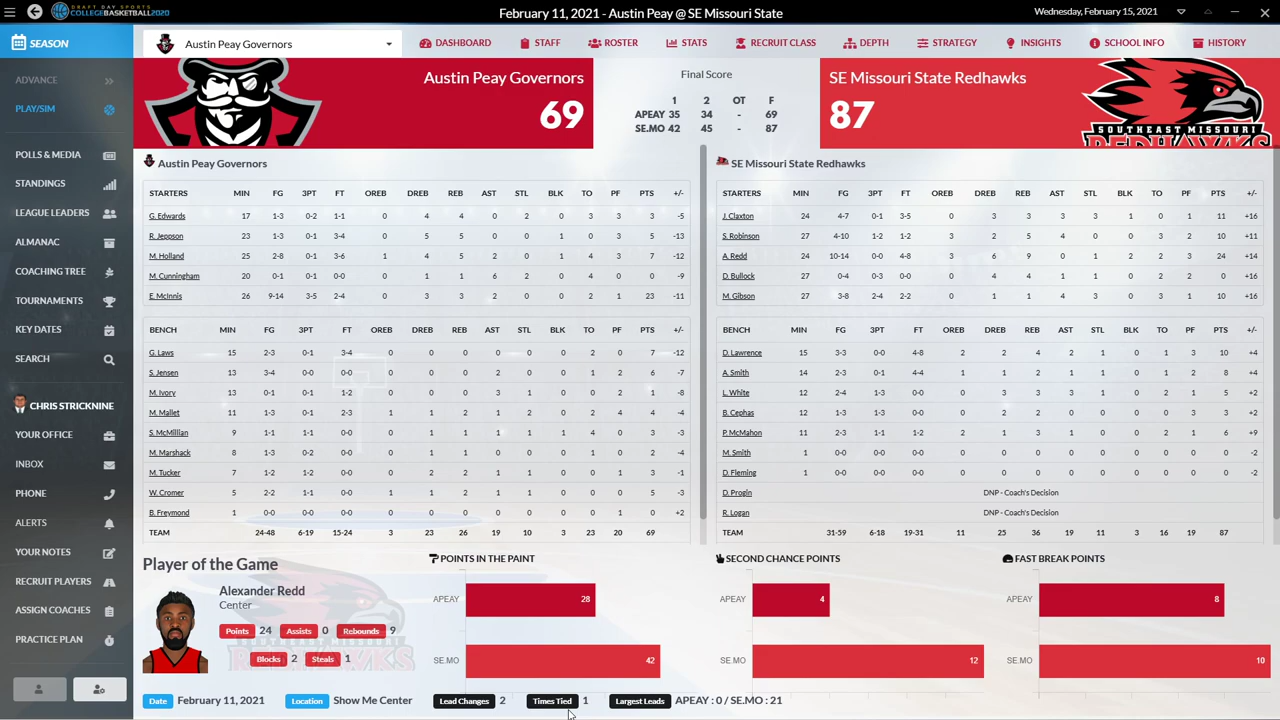 DRAFT DAY SPORTS
COLLEGE BASKETBALL 2020
February 11, 2021 - Austin Peay @ SE Missouri State
Wednesday, February 15, 2021
SEASON
Austin Peay Governors
DASHBOARD STAFF ROSTER STATS RECRUIT CLASS DEPTH STRATEGY INSIGHTS SCHOOL INFO HISTORY
ADVANCE
PLAY/SIM
POLLS & MEDIA
STANDINGS
LEAGUE LEADERS
ALMANAC
COACHING TREE
TOURNAMENTS
KEY DATES
SEARCH
CHRIS STRICKNINE
YOUR OFFICE
INBOX
PHONE
ALERTS
YOUR NOTES
RECRUIT PLAYERS
ASSIGN COACHES
PRACTICE PLAN
Austin Peay Governors
69
Final Score
1 2 OT F
APEAY 35 34 - 69
SE.MO 42 45 - 87
SE Missouri State Redhawks
87
SOUTHEAST MISSOURI
REDHAWKS
Austin Peay Governors
STARTERS MIN FG 3PT FT OREB DREB REB AST STL BLK TO PF PTS +/-
G. Edwards 17 1-3 0-2 1-1 0 4 4 0 2 0 3 3 3 -5
R. Jeppson 23 1-3 0-1 3-4 0 5 5 0 0 1 0 3 5 -13
M. Holland 25 2-8 0-1 3-6 1 4 5 2 0 1 4 3 7 -12
M. Cunningham 20 0-1 0-1 0-0 0 1 1 6 2 0 4 0 0 -9
E. McInnis 26 9-14 3-5 2-4 0 3 3 2 0 0 2 1 23 -11
BENCH MIN FG 3PT FT OREB DREB REB AST STL BLK TO PF PTS +/-
G. Laws 15 2-3 0-1 3-4 0 0 0 0 0 0 2 0 7 -12
S. Jensen 13 3-4 0-0 0-0 0 0 0 2 0 0 1 2 6 -7
M. Ivory 13 0-1 0-1 1-2 0 0 0 3 1 0 0 0 1 -8
M. Mallet 11 1-3 0-1 2-3 1 1 2 1 2 0 2 4 4 -4
S. McMillian 9 1-1 1-1 0-0 0 1 1 1 1 1 4 0 3 -3
M. Marshack 8 1-3 0-2 0-0 0 1 1 1 1 0 1 0 2 -4
M. Tucker 7 1-2 1-2 0-0 0 2 2 1 1 0 0 1 3 -1
W. Cromer 5 2-2 1-1 0-0 1 1 2 1 1 0 0 0 5 -3
B. Freymond 1 0-0 0-0 0-0 0 0 0 0 0 0 0 1 0 +2
TEAM 24-48 6-19 15-24 3 23 26 19 10 3 23 20 69
SE Missouri State Redhawks
STARTERS MIN FG 3PT FT OREB DREB REB AST STL BLK TO PF PTS +/-
J. Claxton 24 4-7 0-1 3-5 0 3 3 3 3 1 0 1 11 +16
S. Robinson 27 4-10 1-2 1-2 3 2 5 4 0 0 3 2 10 +11
A. Redd 24 10-14 0-0 4-8 3 6 9 0 1 2 2 3 24 +14
D. Bullock 27 0-4 0-3 0-0 0 4 4 1 1 0 2 2 0 +16
M. Gibson 27 3-8 2-4 2-2 0 1 1 4 3 0 3 1 10 +16
BENCH MIN FG 3PT FT OREB DREB REB AST STL BLK TO PF PTS +/-
D. Lawrence 15 3-3 0-0 4-8 2 2 4 2 1 0 1 3 10 +4
A. Smith 14 2-3 0-1 4-4 1 1 2 1 1 0 1 2 8 +4
L. White 12 2-4 1-3 0-0 0 3 3 3 1 0 2 1 5 +2
B. Cephas 12 1-3 1-3 0-0 0 2 2 0 0 0 0 3 3 +2
P. McMahon 11 2-3 1-1 1-2 2 1 3 1 0 0 2 1 6 +9
M. Smith 1 0-0 0-0 0-0 0 0 0 0 0 0 0 0 0 -2
D. Fleming 1 0-0 0-0 0-0 0 0 0 0 0 0 0 0 0 -2
D. Progin DNP - Coach's Decision
R. Logan DNP - Coach's Decision
TEAM 31-59 6-18 19-31 11 25 36 19 11 3 16 19 87
Player of the Game
Alexander Redd
Center
Points 24 Assists 0 Rebounds 9
Blocks 2 Steals 1
POINTS IN THE PAINT
APEAY 28
SE.MO 42
SECOND CHANCE POINTS
APEAY 4
SE.MO 12
FAST BREAK POINTS
APEAY 8
SE.MO 10
Date February 11, 2021 Location Show Me Center Lead Changes 2 Times Tied 1 Largest Leads APEAY : 0 / SE.MO : 21